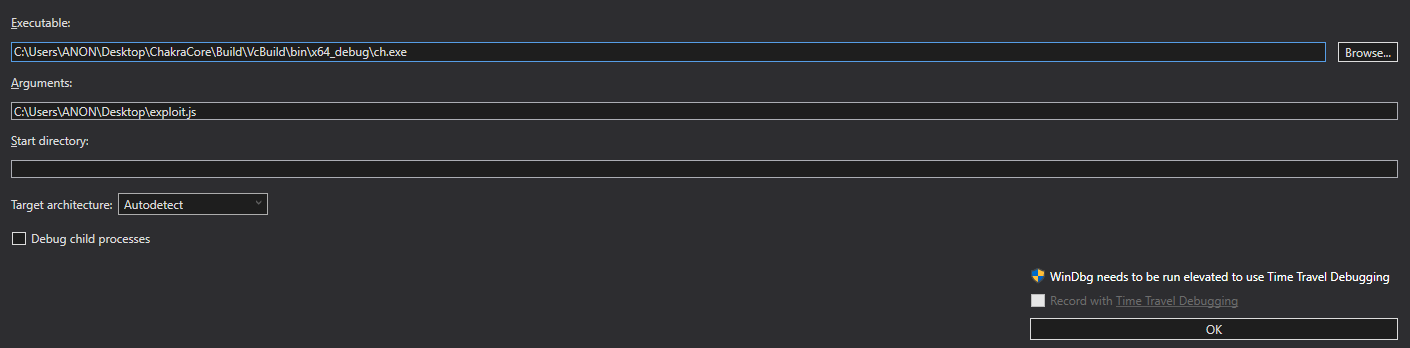 Executable:
C:\Users\ANON\Desktop\ChakraCore\Build\VcBuild\bin\x64_debug\ch.exe
Browse...
Arguments:
C:\Users\ANON\Desktop\exploit.js
Start directory:
Target architecture: Autodetect
Debug child processes
WinDbg needs to be run elevated to use Time Travel Debugging
Record with Time Travel Debugging
OK